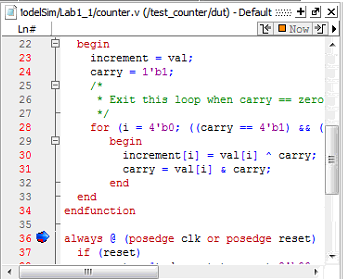 ModelSim/Lab1_1/counter.v (/test_counter/dut) - Default
Ln#
Now
22 begin
23 increment = val;
24 carry = 1'b1;
25 /*
26 * Exit this loop when carry == zero
27 */
28 for (i = 4'b0; ((carry == 4'b1) && (
29 begin
30 increment[i] = val[i] ^ carry;
31 carry = val[i] & carry;
32 end
33 end
34 endfunction
35
36 always @ (posedge clk or posedge reset)
37 if (reset)